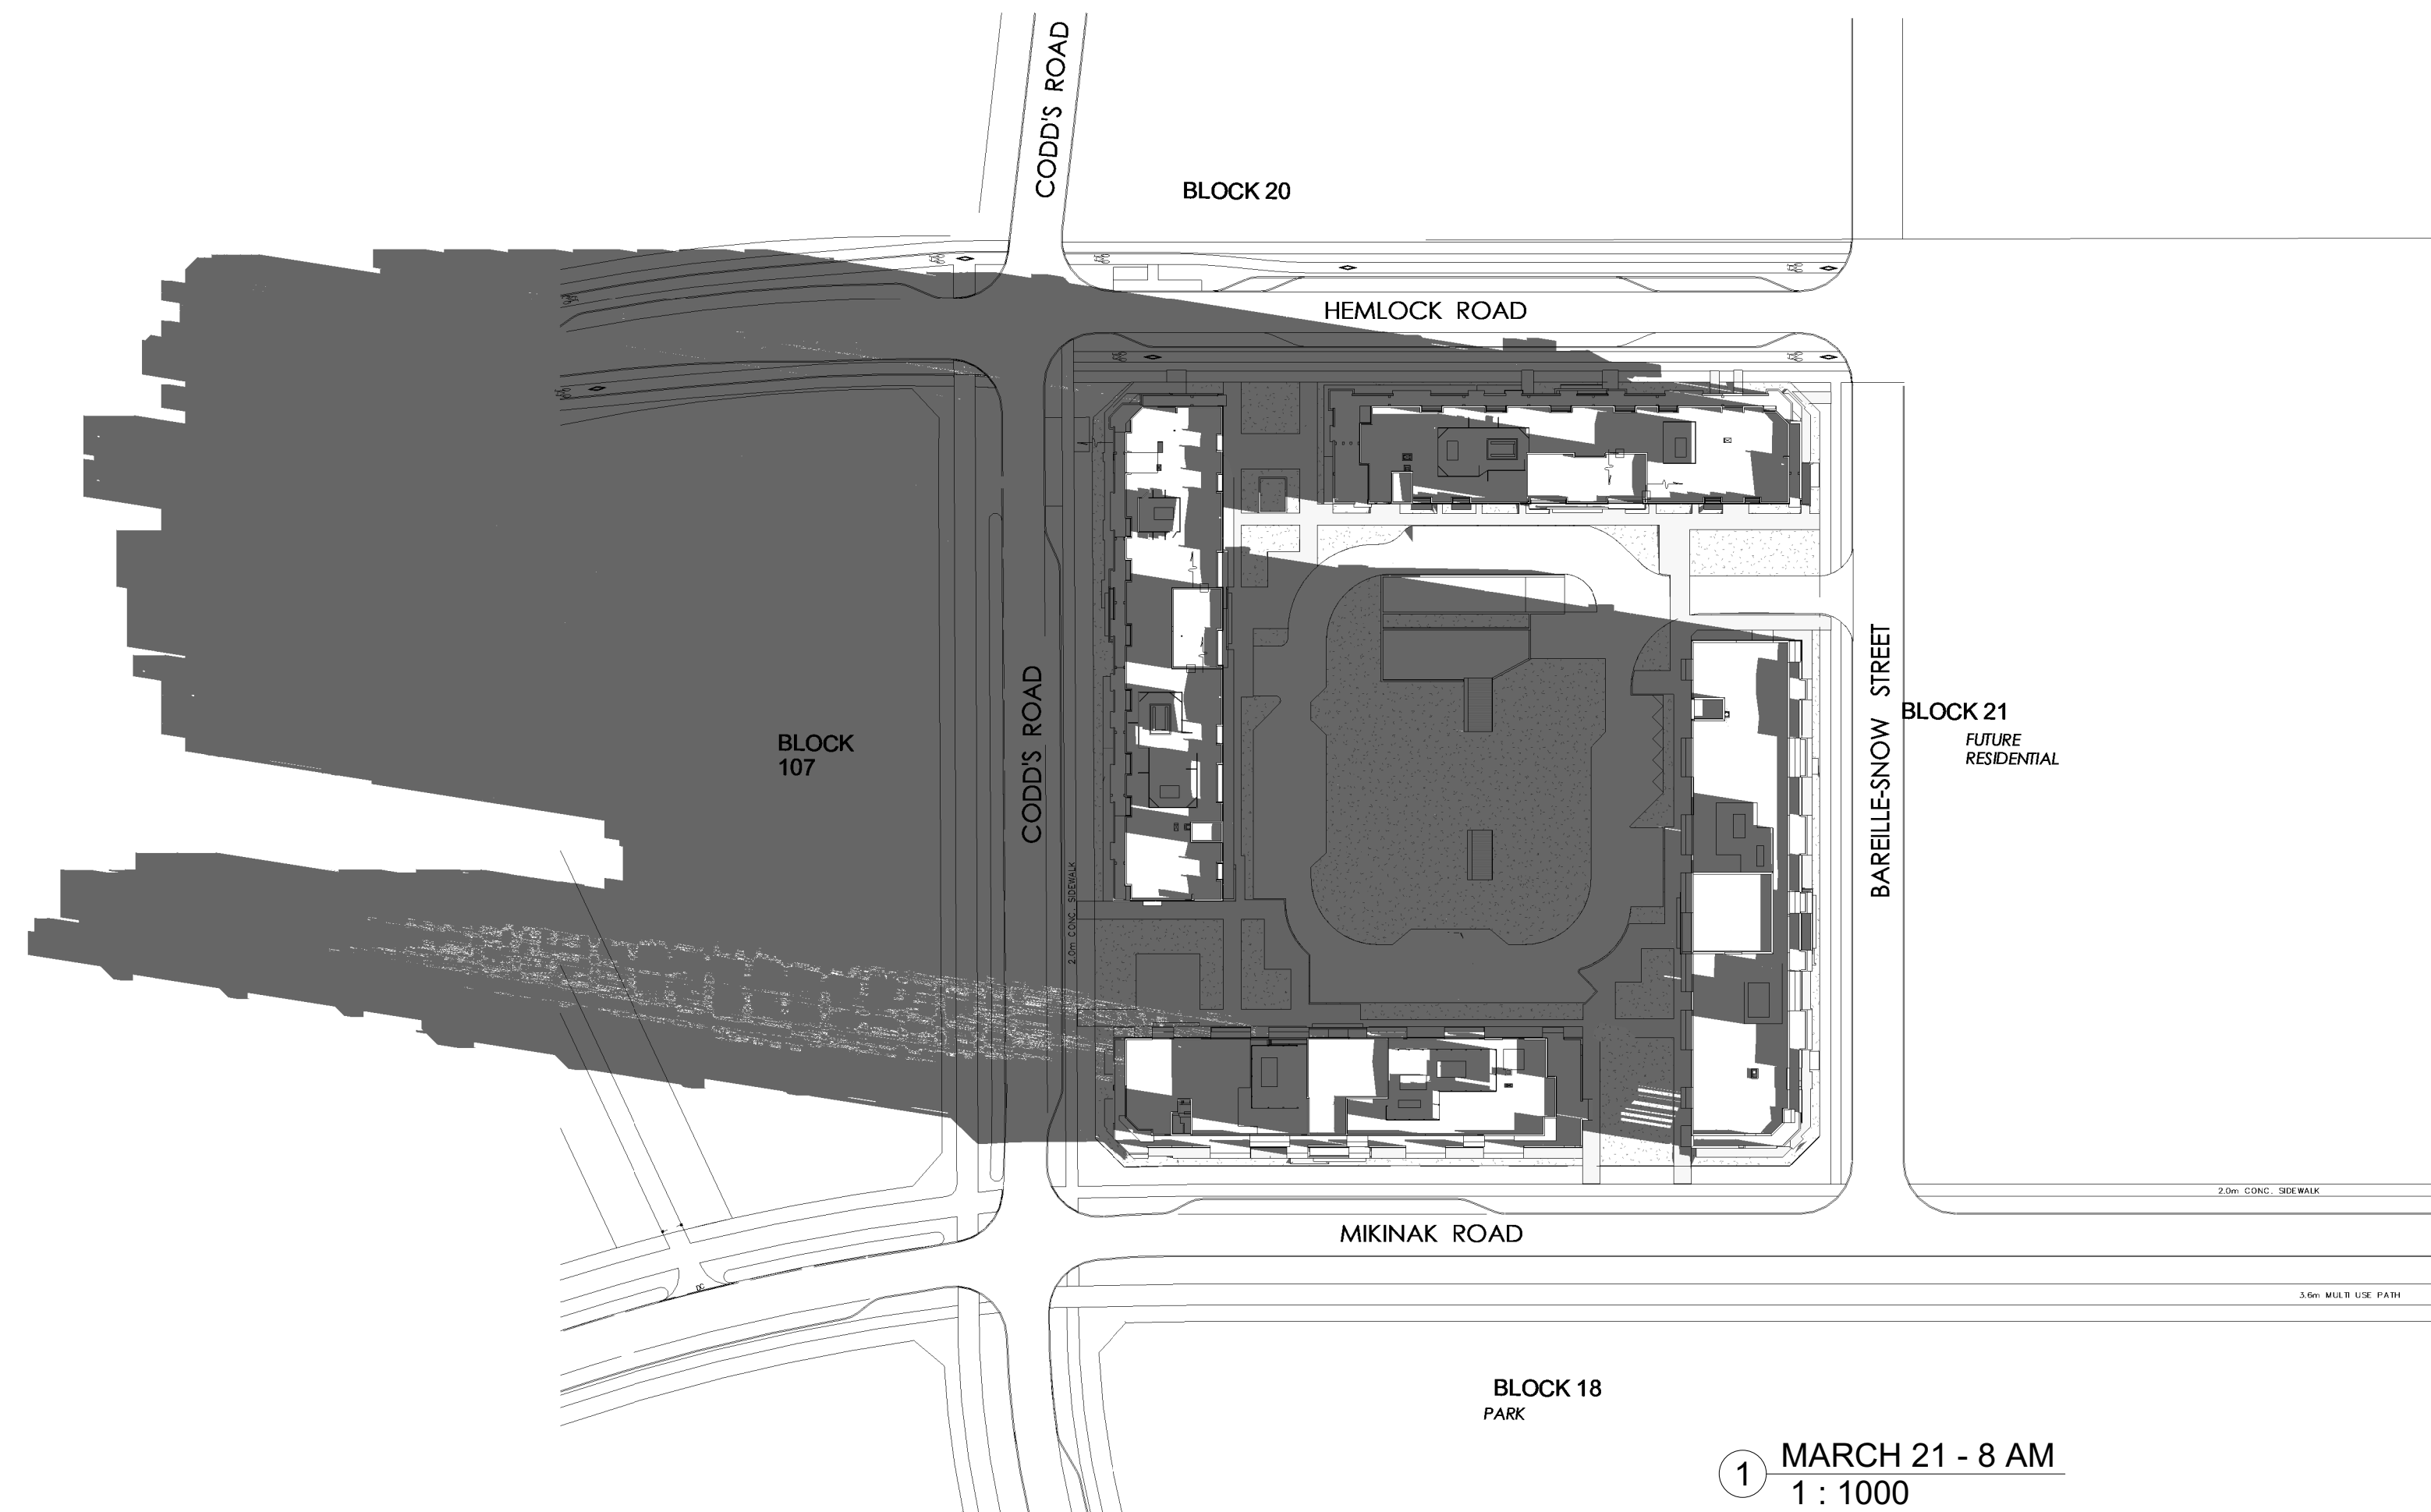 CODD'S ROAD
BLOCK 20
HEMLOCK ROAD
BLOCK
107
CODD'S ROAD
2.0m CONC. SIDEWALK
BAREILLE-SNOW STREET
BLOCK 21
FUTURE
RESIDENTIAL
2.0m CONC. SIDEWALK
MIKINAK ROAD
DC
3.6m MULTI USE PATH
BLOCK 18
PARK
1
MARCH 21 - 8 AM
1 : 1000